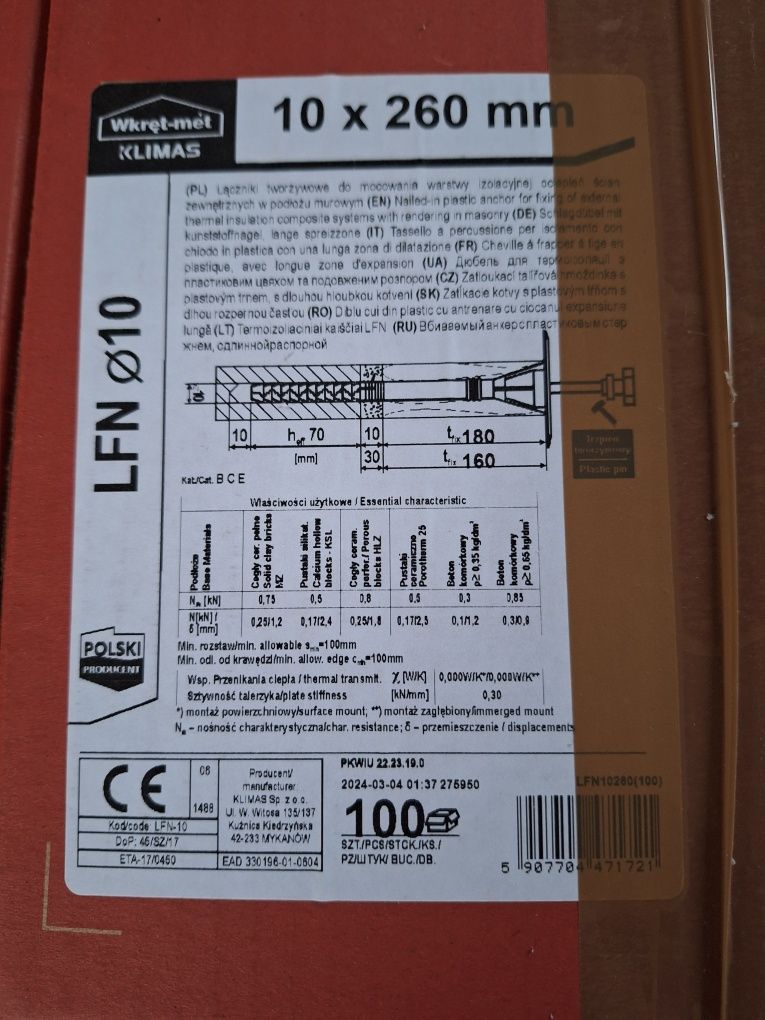 Wkręt-mét
KLIMAS
10 x 260 mm
LFN Ø10
(PL) Łączniki tworzywowe do mocowania warstwy izolacyjnej ociepleń ścian
zewnętrznych w podłożu murowym (EN) Nailed-in plastic anchor for fixing of external
thermal insulation composite systems with rendering in masonry (DE) Schlagdübel mit
kunststoffnagel, lange spreizzone (IT) Tassello a percussione per isolamento con
chiodo in plastica con una lunga zona di dilatazione (FR) Cheville à frapper à tige en
plastique, avec longue zone d'expansion (UA) Дюбель для термоізоляції з
пластиковим цвяхом та подовженим розпором (CZ) Zatloukací talířová hmoždinka s
plastovým trnem, s dlouhou hloubkou kotvení (SK) Zatĺkacie kotvy s plastovým tŕňom s
dlhou rozpernou časťou (RO) Diblu cui din plastic cu antrenare cu ciocanul expansiune
lungă (LT) Termoizoliaciniai kaiščiai LFN (RU) Вбиваемый анкер с пластиковым стер
жнем, с длинной распорной
10
10 h eff 70 10 t fix 180
[mm] 30 t fix 160
Trzpień
tworzywowy
Plastic pin
Kat./Cat. B C E
Właściwości użytkowe / Essential characteristic
Podłoże
Base Materials
Cegły cer. pełne
Solid clay bricks
MZ
Pustaki silikat.
Calcium hollow
blocks - KSL
Cegły ceram.
perfor./ Porous
blocks HLZ
Pustaki
ceramiczne
Porotherm 25
Beton
komórkowy
ρ≥ 0,35 kg/dm³
Beton
komórkowy
ρ≥ 0,65 kg/dm³
N Rk [kN] 0,75 0,5 0,6 0,5 0,3 0,85
N[kN] / δ [mm] 0,25/1,2 0,17/2,4 0,25/1,8 0,17/2,5 0,1/1,2 0,3/0,9
Min. rozstaw/min. allowable s min=100mm
Min. odl. od krawędzi/min. allow. edge c min=100mm
Wsp. Przenikania ciepła / thermal transmit. χ [W/K] 0,000W/K*/0,000W/K**
Sztywność talerzyka/plate stiffness [kN/mm] 0,30
*) montaż powierzchniowy/surface mount; **) montaż zagłębiony/immerged mount
N Rk – nośność charakterystyczna/char. resistance; δ - przemieszczenie / displacements
POLSKI
PRODUCENT
CE
06
1488
Kod/code: LFN-10
DoP: 45/SZ/17
ETA-17/0450
Producent/
manufacturer:
KLIMAS Sp. z o.o.
Ul. W. Witosa 135/137
Kuźnica Kiedrzyńska
42-233 MYKANÓW
EAD 330196-01-0604
PKWIU 22.23.19.0
2024-03-04 01:37 275950
100
SZT./PCS/STCK./KS./
PZ/ШТУК/ BUC./DB.
LFN10260(100)
5 907704 471721